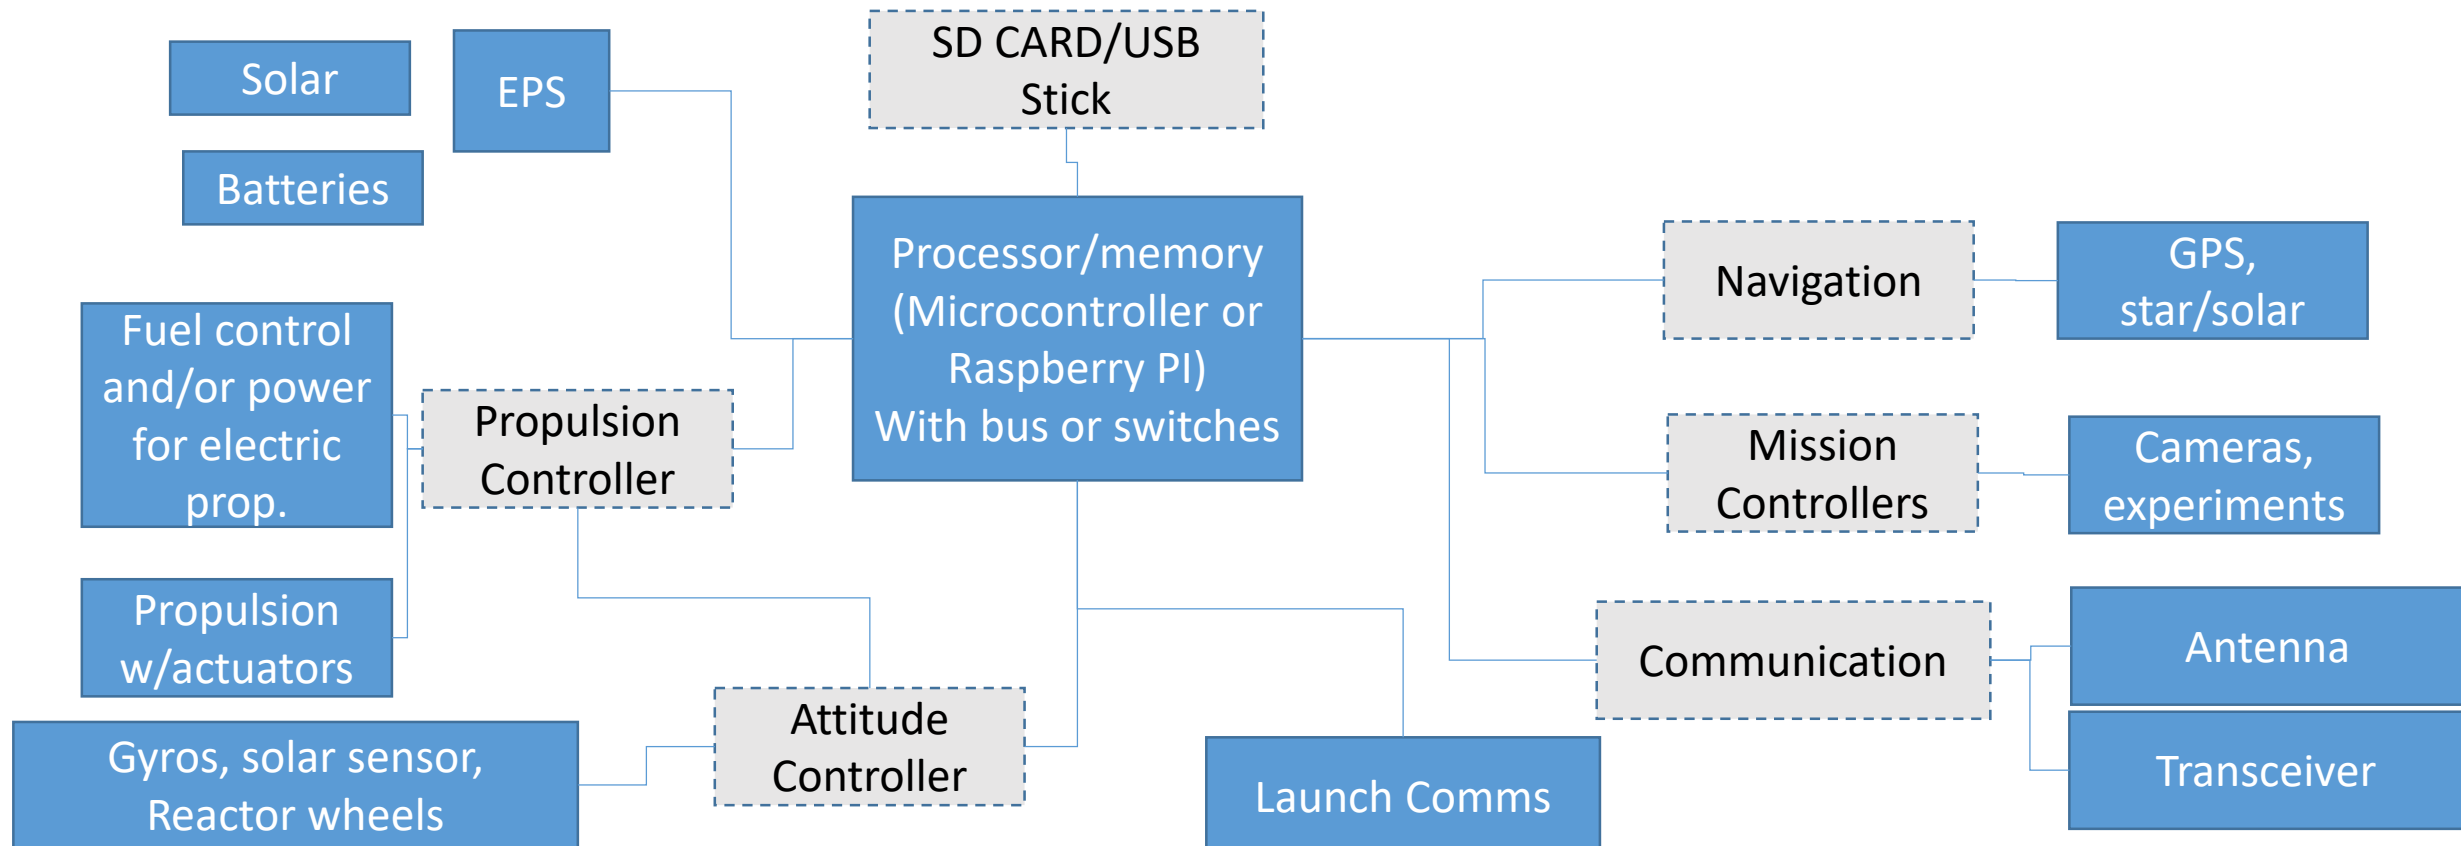 Solar
EPS
SD CARD/USB
Stick
Batteries
Processor/memory
(Microcontroller or
Raspberry PI)
With bus or switches
Navigation
GPS,
star/solar
Fuel control
and/or power
for electric
prop.
Propulsion
Controller
Mission
Controllers
Cameras,
experiments
Propulsion
w/actuators
Communication
Antenna
Attitude
Controller
Gyros, solar sensor,
Reactor wheels
Launch Comms
Transceiver